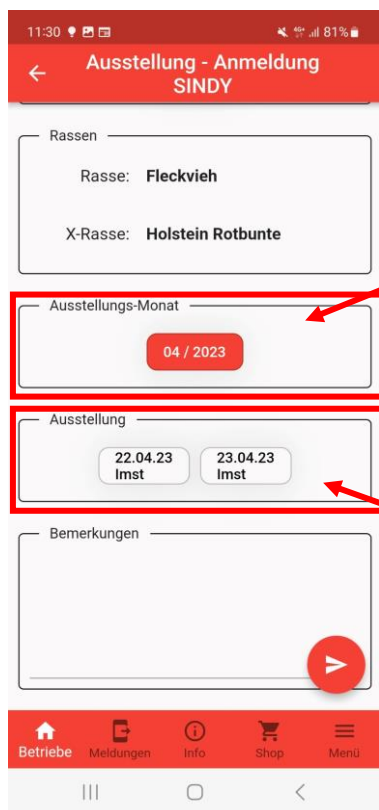 11:30 81%
Ausstellung - Anmeldung
SINDY
Rassen
Rasse: Fleckvieh
X-Rasse: Holstein Rotbunte
Ausstellungs-Monat
04 / 2023
Ausstellung
22.04.23 23.04.23
Imst Imst
Bemerkungen
Betriebe Meldungen Info Shop Menü